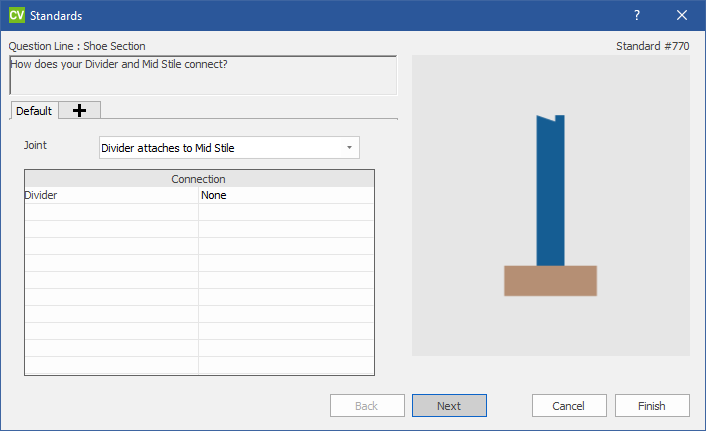 CV Standards ? ✕
Question Line : Shoe Section Standard #770
How does your Divider and Mid Stile connect?
Default +
Joint Divider attaches to Mid Stile
Connection
Divider None
Back Next Cancel Finish